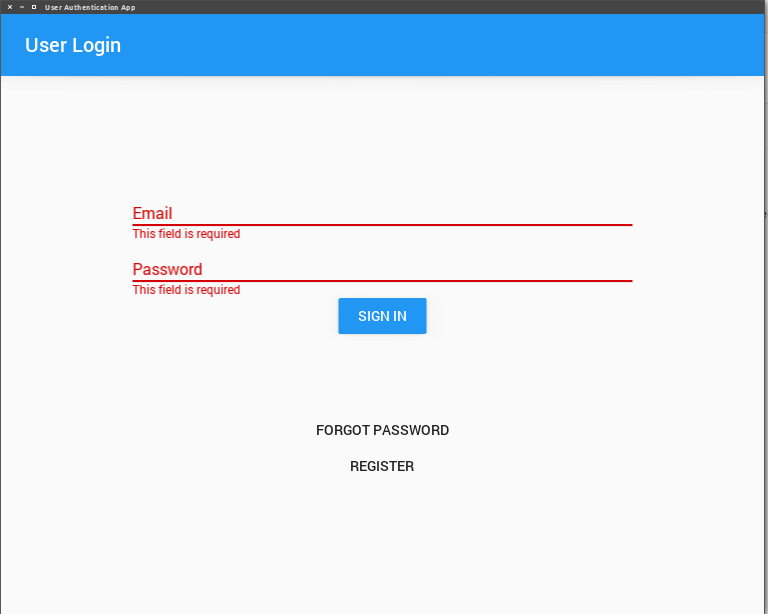 User Authentication App
User Login
Email
This field is required
Password
This field is required
SIGN IN
FORGOT PASSWORD
REGISTER